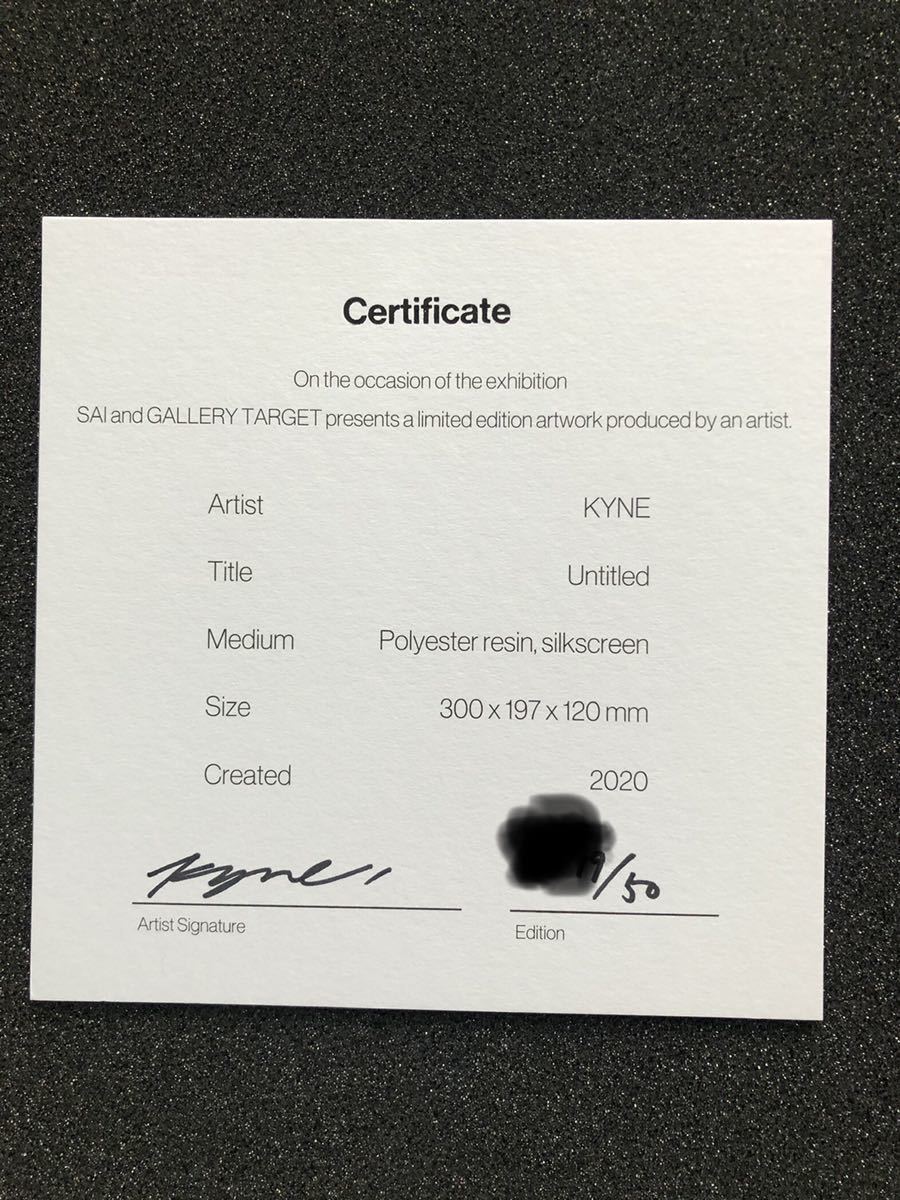 Certificate
On the occasion of the exhibition
SAI and GALLERY TARGET presents a limited edition artwork produced by an artist.
Artist KYNE
Title Untitled
Medium Polyester resin, silkscreen
Size 300 x 197 x 120 mm
Created 2020
Kyne
/50
Artist Signature
Edition